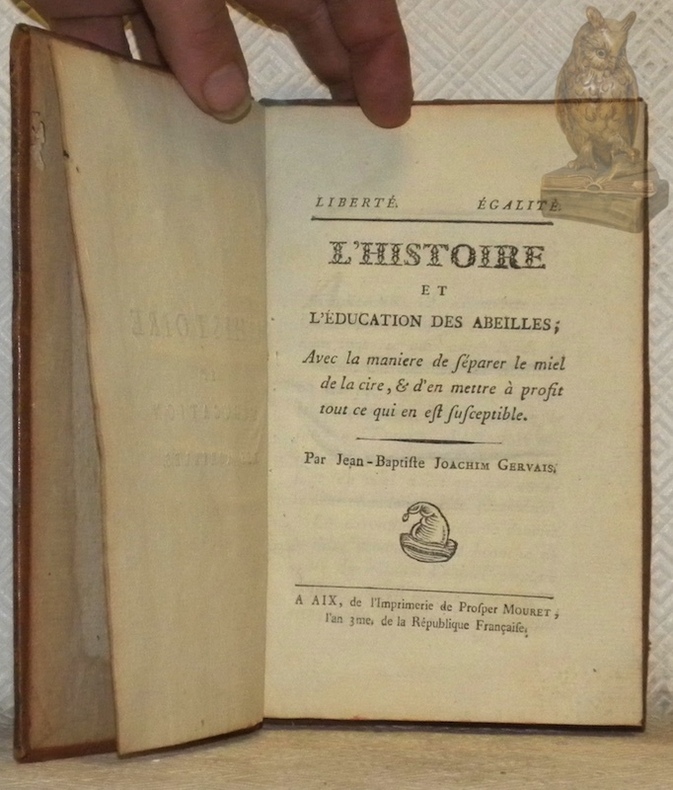 LIBERTÉ. ÉGALITÉ.
L'HISTOIRE
ET
L'ÉDUCATION DES ABEILLES;
Avec la maniere de ſéparer le miel
de la cire, & d'en mettre à profit
tout ce qui en eſt ſuſceptible.
Par Jean-Baptiſte JOACHIM GERVAIS.
A AIX, de l'Imprimerie de Proſper MOURET,
l'an 3me. de la République Françaiſe.